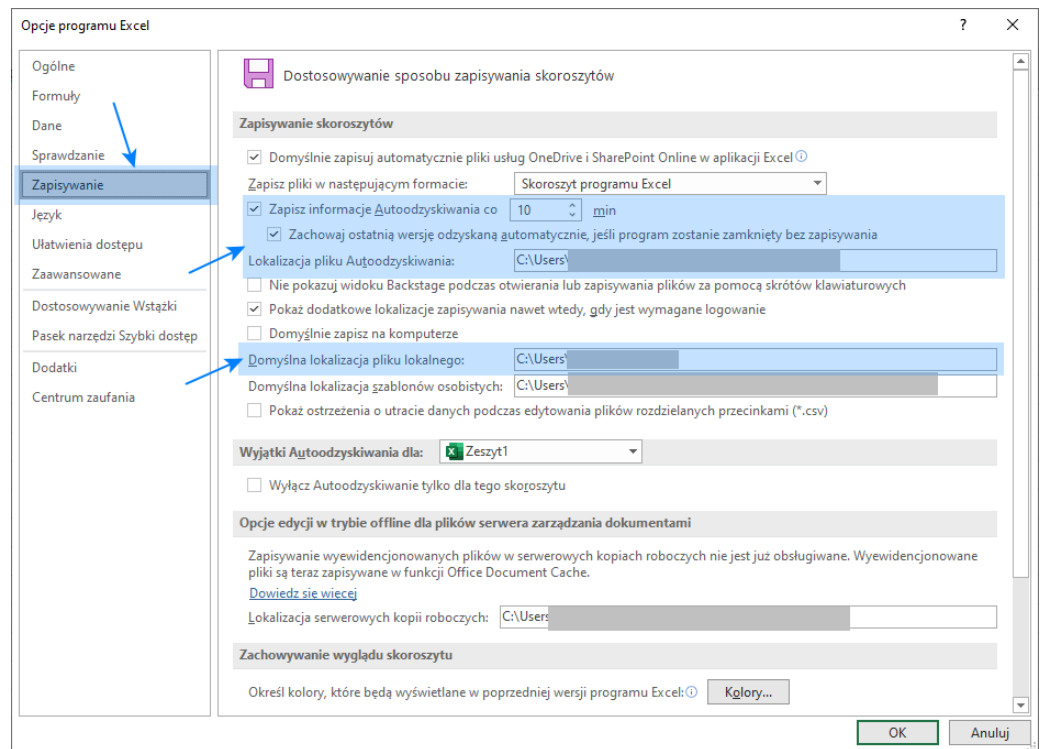 Opcje programu Excel
?
Ogólne
Formuły
Dane
Sprawdzanie
Zapisywanie
Język
Ułatwienia dostępu
Zaawansowane
Dostosowywanie Wstążki
Pasek narzędzi Szybki dostęp
Dodatki
Centrum zaufania
Dostosowywanie sposobu zapisywania skoroszytów
Zapisywanie skoroszytów
Domyślnie zapisuj automatycznie pliki usług OneDrive i SharePoint Online w aplikacji Excel
Zapisz pliki w następującym formacie: Skoroszyt programu Excel
Zapisz informacje Autoodzyskiwania co 10 min
Zachowaj ostatnią wersję odzyskaną automatycznie, jeśli program zostanie zamknięty bez zapisywania
Lokalizacja pliku Autoodzyskiwania: C:\Users\
Nie pokazuj widoku Backstage podczas otwierania lub zapisywania plików za pomocą skrótów klawiaturowych
Pokaż dodatkowe lokalizacje zapisywania nawet wtedy, gdy jest wymagane logowanie
Domyślnie zapisz na komputerze
Domyślna lokalizacja pliku lokalnego: C:\Users\
Domyślna lokalizacja szablonów osobistych: C:\Users\
Pokaż ostrzeżenia o utracie danych podczas edytowania plików rozdzielanych przecinkami (*.csv)
Wyjątki Autoodzyskiwania dla: Zeszyt1
Wyłącz Autoodzyskiwanie tylko dla tego skoroszytu
Opcje edycji w trybie offline dla plików serwera zarządzania dokumentami
Zapisywanie wyewidencjonowanych plików w serwerowych kopiach roboczych nie jest już obsługiwane. Wyewidencjonowane
pliki są teraz zapisywane w funkcji Office Document Cache.
Dowiedz się więcej
Lokalizacja serwerowych kopii roboczych: C:\Users
Zachowywanie wyglądu skoroszytu
Określ kolory, które będą wyświetlane w poprzedniej wersji programu Excel: Kolory...
OK
Anuluj